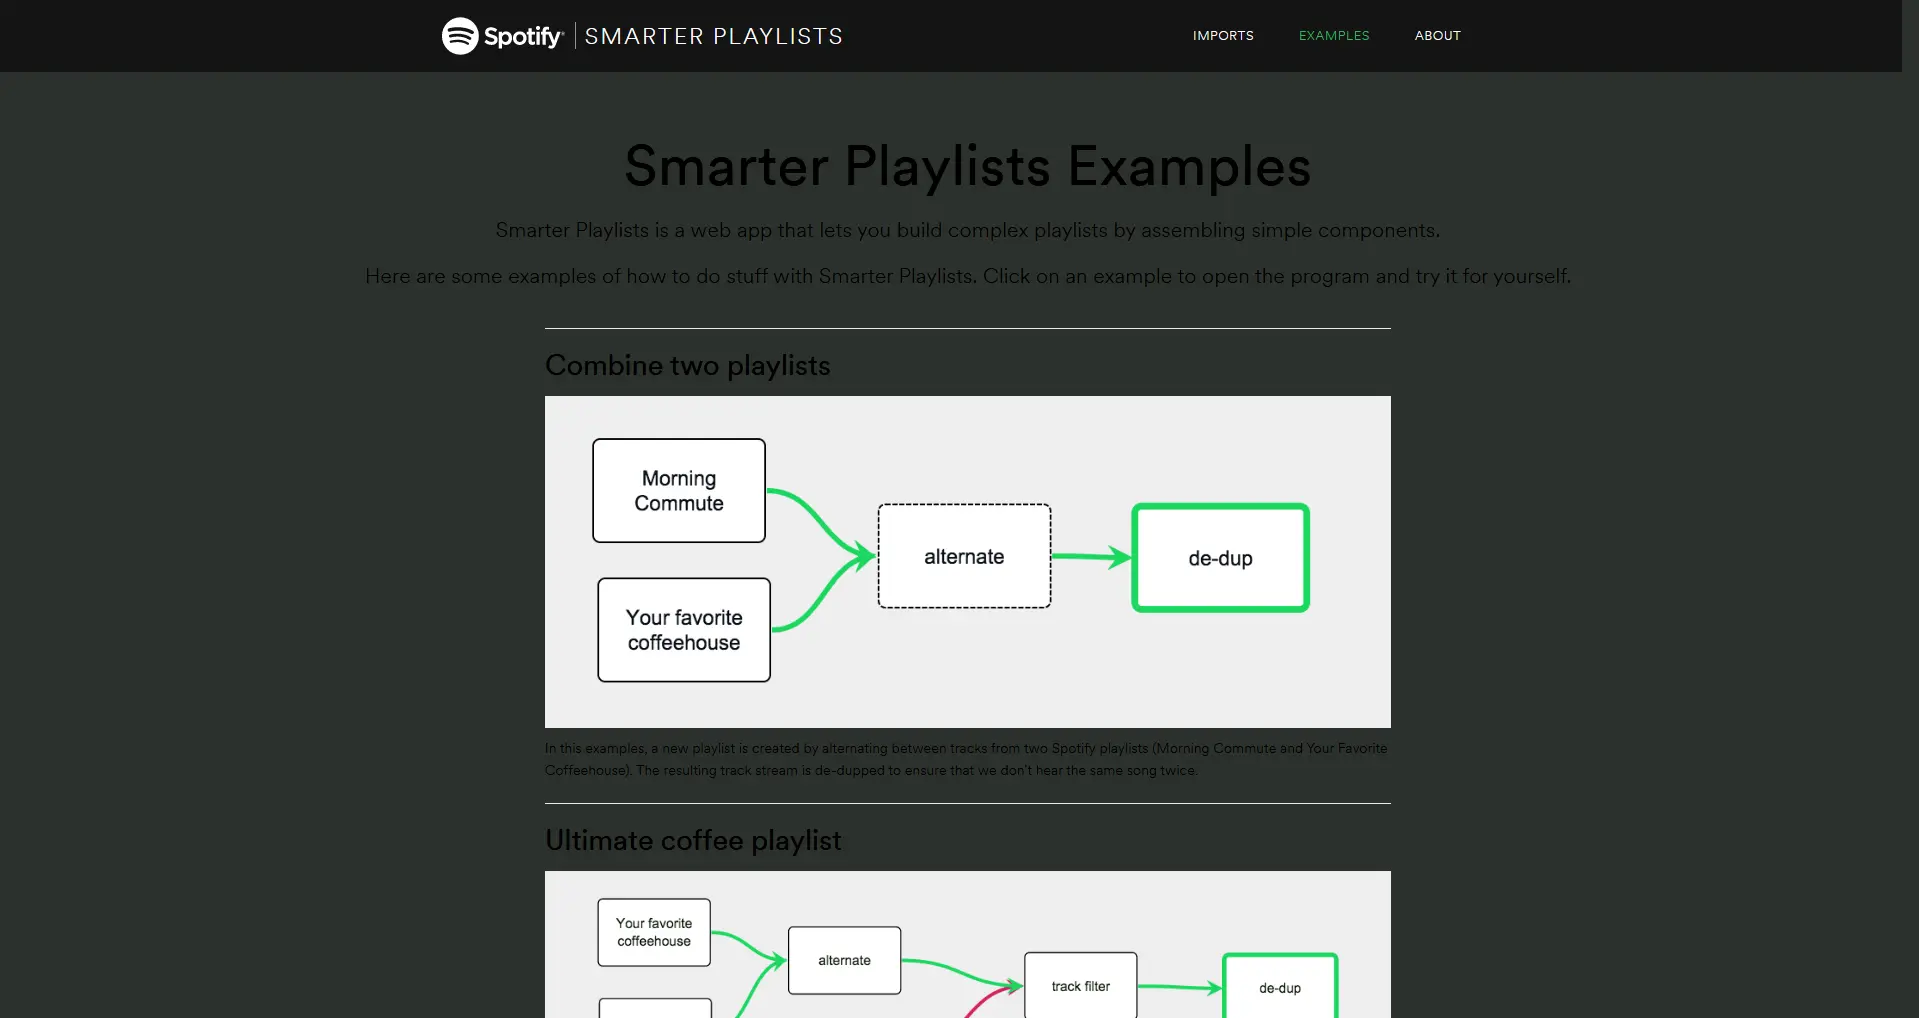 Spotify® SMARTER PLAYLISTS
IMPORTS EXAMPLES ABOUT
Smarter Playlists Examples
Smarter Playlists is a web app that lets you build complex playlists by assembling simple components.
Here are some examples of how to do stuff with Smarter Playlists. Click on an example to open the program and try it for yourself.
Combine two playlists
Morning
Commute
Your favorite
coffeehouse
alternate
de-dup
In this examples, a new playlist is created by alternating between tracks from two Spotify playlists (Morning Commute and Your Favorite
Coffeehouse). The resulting track stream is de-dupped to ensure that we don't hear the same song twice.
Ultimate coffee playlist
Your favorite
coffeehouse
alternate
track filter
de-dup